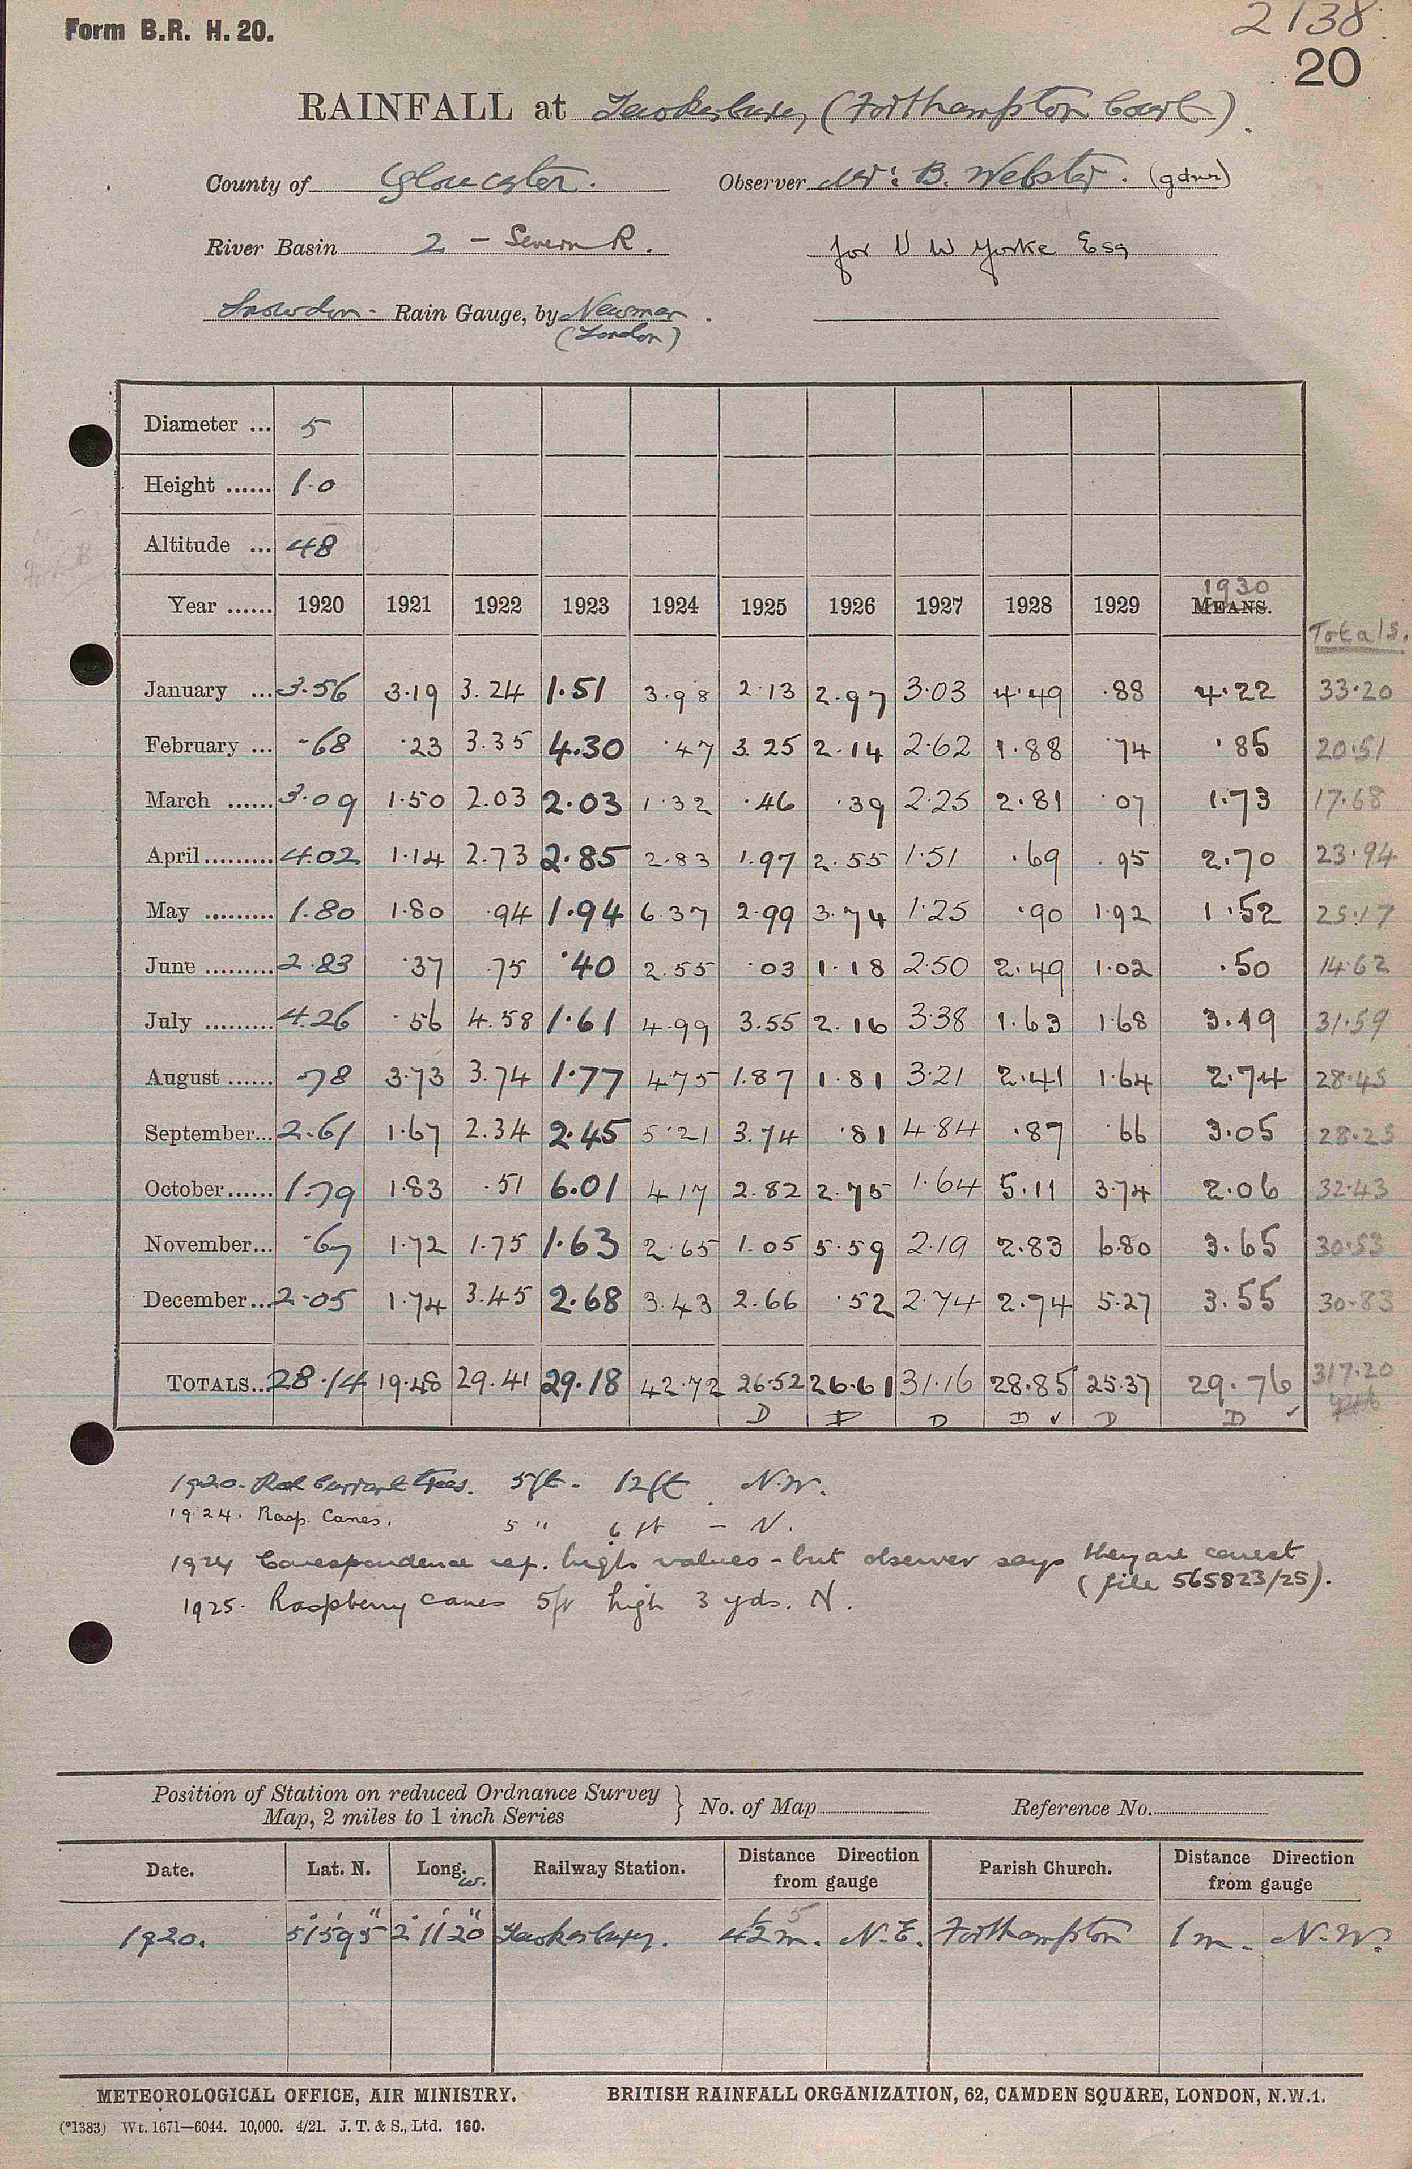 Form B.R. H. 20.
2138
20
RAINFALL at Tewkesbury (Forthampton Court).
County of Gloucester. Observer Mr: B. Webster. (gdnr)
River Basin 2 - Severn R. for V W Yorke Esq
Snowdon - Rain Gauge, by Newman (London).
Diameter ... 5
Height ...... 1.0
Altitude ... 48
1930
Year ...... 1920 1921 1922 1923 1924 1925 1926 1927 1928 1929 MEANS.
Totals.
January ... 3.56 3.19 3.24 1.51 3.98 2.13 2.97 3.03 4.49 .88 4.22 33.20
February ... .68 .23 3.35 4.30 .47 3.25 2.14 2.62 1.88 .74 .85 20.51
March ...... 3.09 1.50 2.03 2.03 1.32 .46 .39 2.25 2.81 .07 1.73 17.68
April ......... 4.02 1.14 2.73 2.85 2.83 1.97 2.55 1.51 .69 .95 2.70 23.94
May ......... 1.80 1.80 .94 1.94 6.37 2.99 3.74 1.25 .90 1.92 1.52 25.17
June ......... 2.83 .37 .75 .40 2.55 .03 1.18 2.50 2.49 1.02 .50 14.62
July ......... 4.26 .56 4.58 1.61 4.99 3.55 2.16 3.38 1.63 1.68 3.19 31.59
August ...... .78 3.73 3.74 1.77 4.75 1.87 1.81 3.21 2.41 1.64 2.74 28.45
September... 2.61 1.67 2.34 2.45 5.21 3.74 .81 4.84 .87 .66 3.05 28.25
October...... 1.79 1.83 .51 6.01 4.17 2.82 2.75 1.64 5.11 3.74 2.06 32.43
November... .67 1.72 1.75 1.63 2.65 1.05 5.59 2.19 2.83 6.80 3.65 30.53
December... 2.05 1.74 3.45 2.68 3.43 2.66 .52 2.74 2.74 5.27 3.55 30.83
TOTALS.. 28.14 19.48 29.41 29.18 42.72 26.52 26.61 31.16 28.85 25.37 29.76 317.20
D D D D ✓ D D ✓
1920. Red Currant trees. 5ft. 12ft. N.W.
1924. Rasp. Canes. 5 " 6 ft - N.
1924 Correspondence rep. high values - but observer says they are correct
(file 565823/25).
1925. Raspberry canes 5ft high 3 yds. N.
Position of Station on reduced Ordnance Survey
Map, 2 miles to 1 inch Series } No. of Map Reference No.
Date. Lat. N. Long. W. Railway Station. Distance Direction from gauge Parish Church. Distance Direction from gauge
1920. 51° 59' 5" 2° 11' 20" Tewkesbury. 4½ m. N.E. Forthampton 1 m. N.W.
METEOROLOGICAL OFFICE, AIR MINISTRY. BRITISH RAINFALL ORGANIZATION, 62, CAMDEN SQUARE, LONDON, N.W.1.
(*1383) Wt. 1671—6044. 10,000. 4/21. J. T. & S., Ltd. 160.